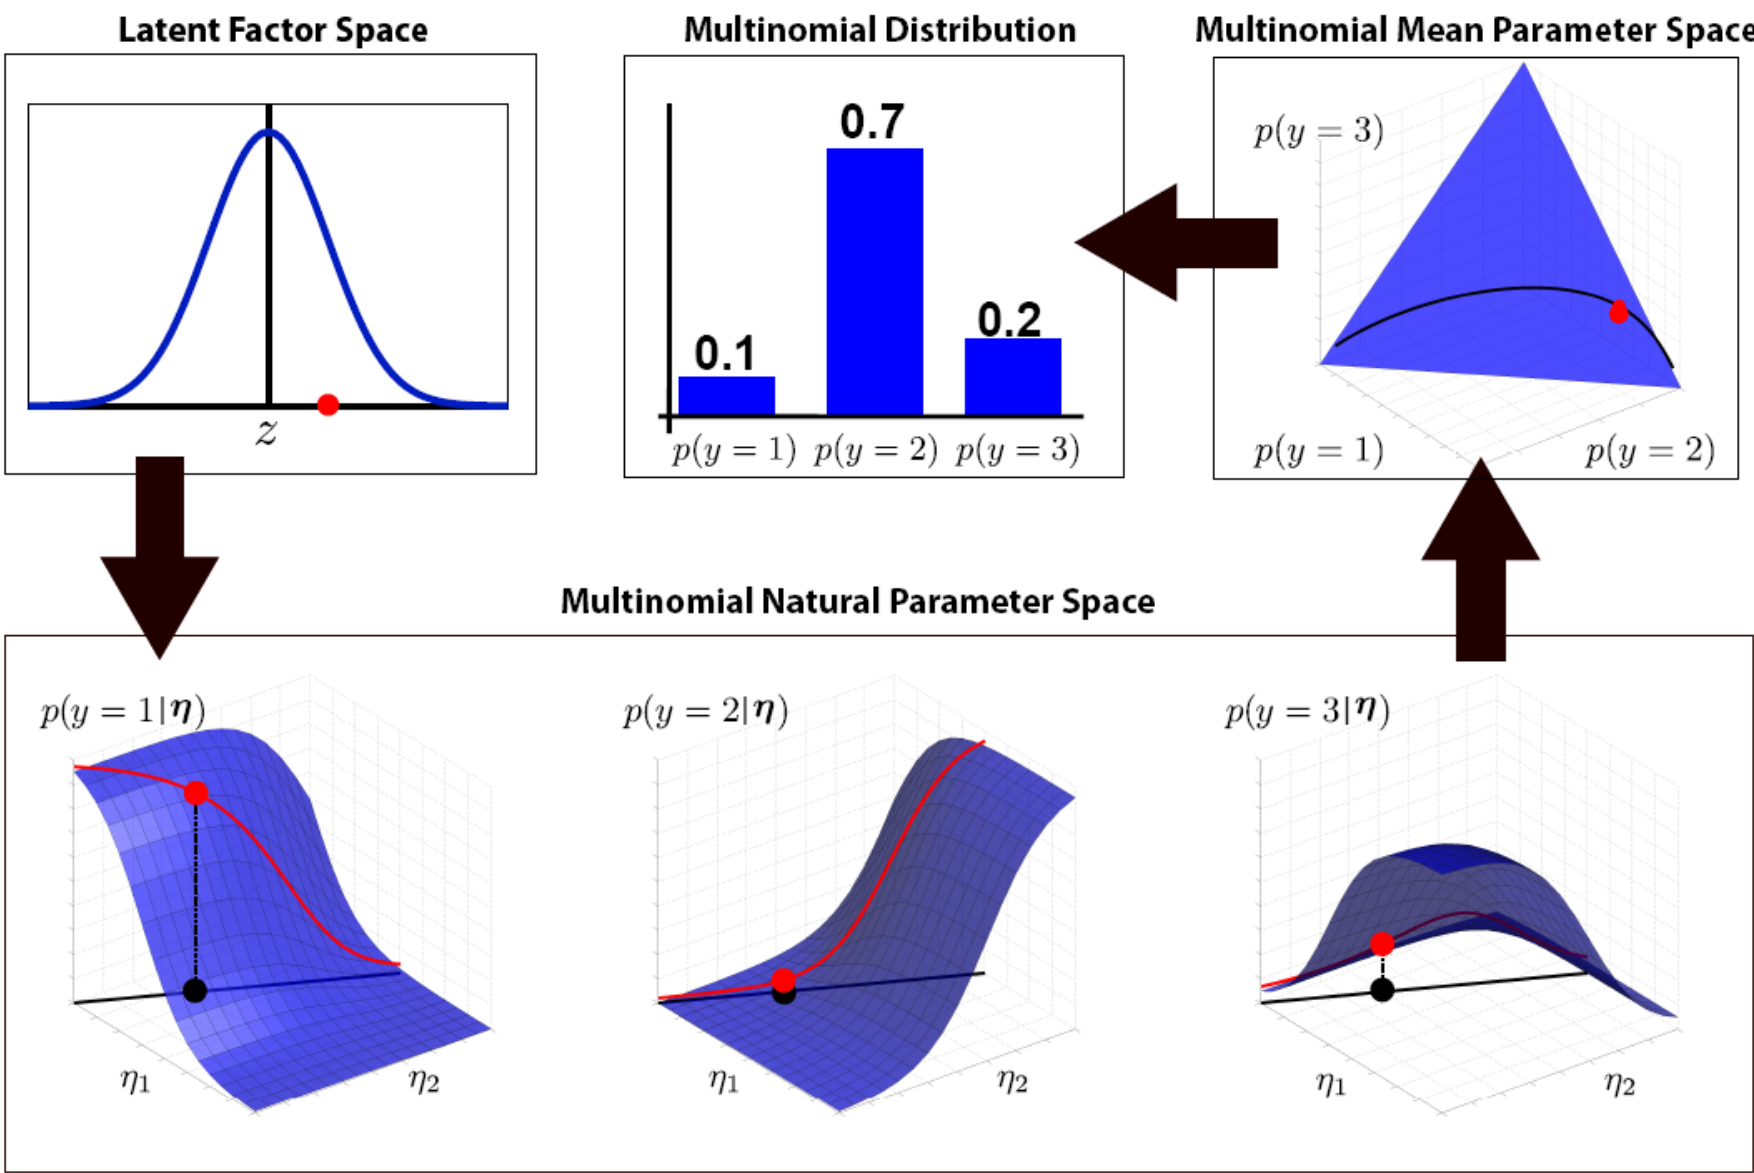 Latent Factor Space
Multinomial Distribution
Multinomial Mean Parameter Space
z
0.1
0.7
0.2
p(y = 1) p(y = 2) p(y = 3)
p(y = 3)
p(y = 1)
p(y = 2)
Multinomial Natural Parameter Space
p(y = 1|η)
η₁
η₂
p(y = 2|η)
η₁
η₂
p(y = 3|η)
η₁
η₂